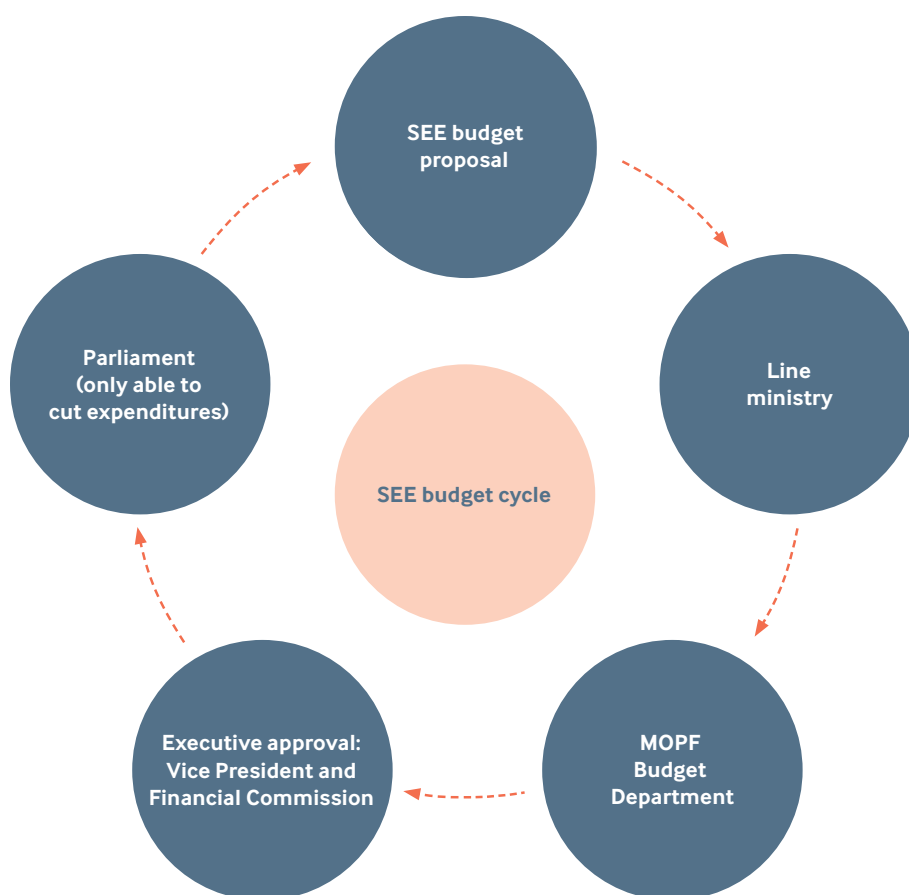 SEE budget
proposal
Line
ministry
MOPF
Budget
Department
Executive approval:
Vice President and
Financial Commission
Parliament
(only able to
cut expenditures)
SEE budget cycle